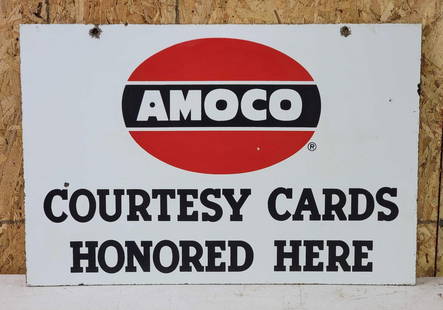 AMOCO
®
COURTESY CARDS
HONORED HERE